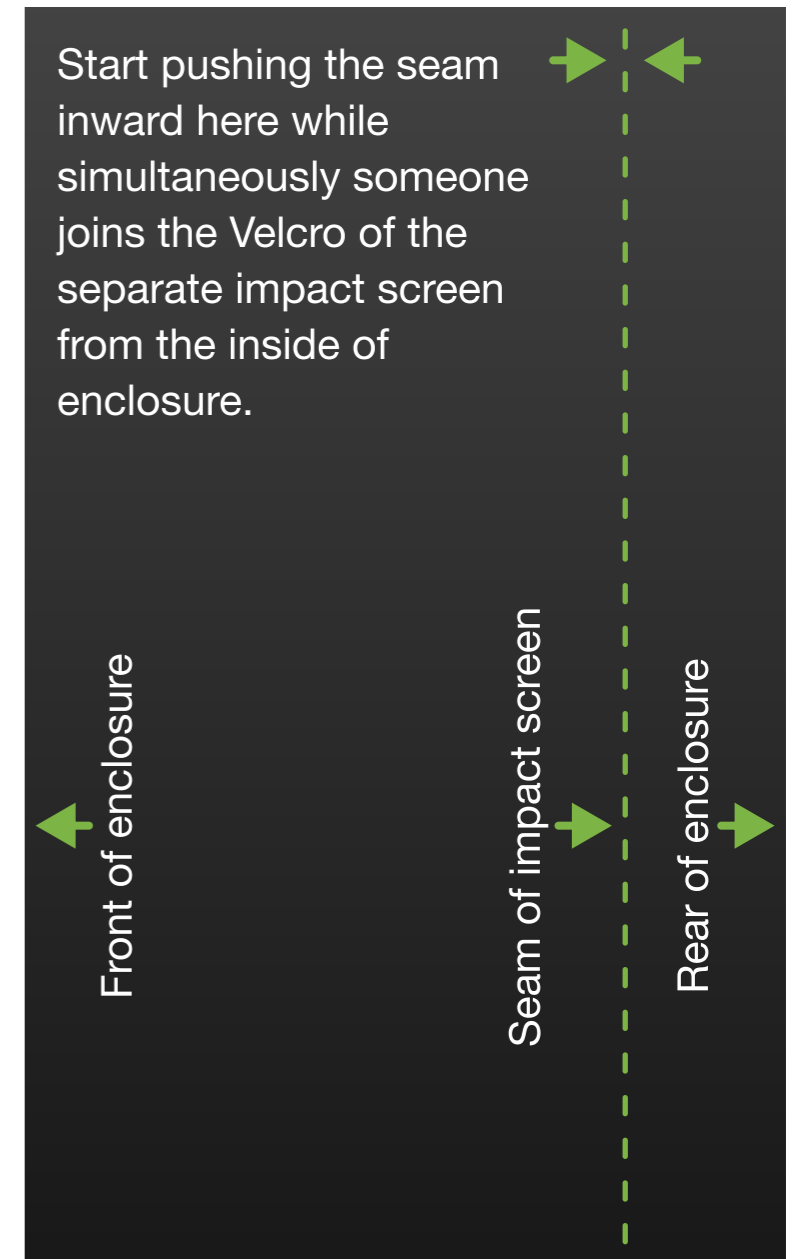 Start pushing the seam
inward here while
simultaneously someone
joins the Velcro of the
separate impact screen
from the inside of
enclosure.
Front of enclosure
Seam of impact screen
Rear of enclosure